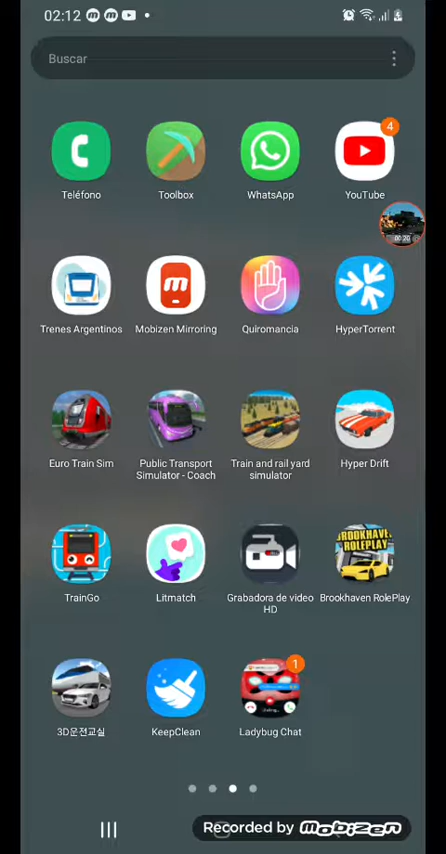 02:12
Buscar
4
Teléfono
Toolbox
WhatsApp
YouTube
00:20
Trenes Argentinos
Mobizen Mirroring
Quiromancia
HyperTorrent
Euro Train Sim
Public Transport
Simulator - Coach
Train and rail yard
simulator
Hyper Drift
BROOKHAVEN
ROLEPLAY
TrainGo
Litmatch
Grabadora de video
HD
Brookhaven RolePlay
1
3D운전교실
KeepClean
Ladybug Chat
Recorded by Mobizen